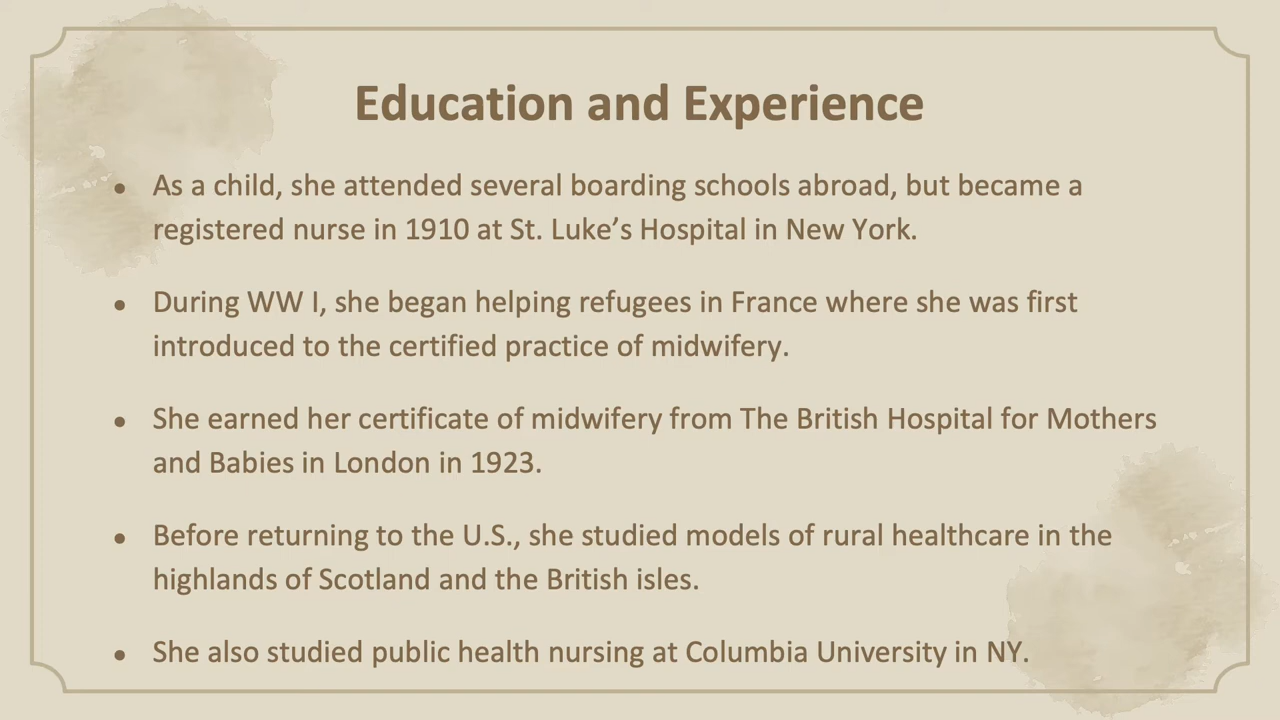 Education and Experience
• As a child, she attended several boarding schools abroad, but became a
registered nurse in 1910 at St. Luke’s Hospital in New York.
• During WW I, she began helping refugees in France where she was first
introduced to the certified practice of midwifery.
• She earned her certificate of midwifery from The British Hospital for Mothers
and Babies in London in 1923.
• Before returning to the U.S., she studied models of rural healthcare in the
highlands of Scotland and the British isles.
• She also studied public health nursing at Columbia University in NY.